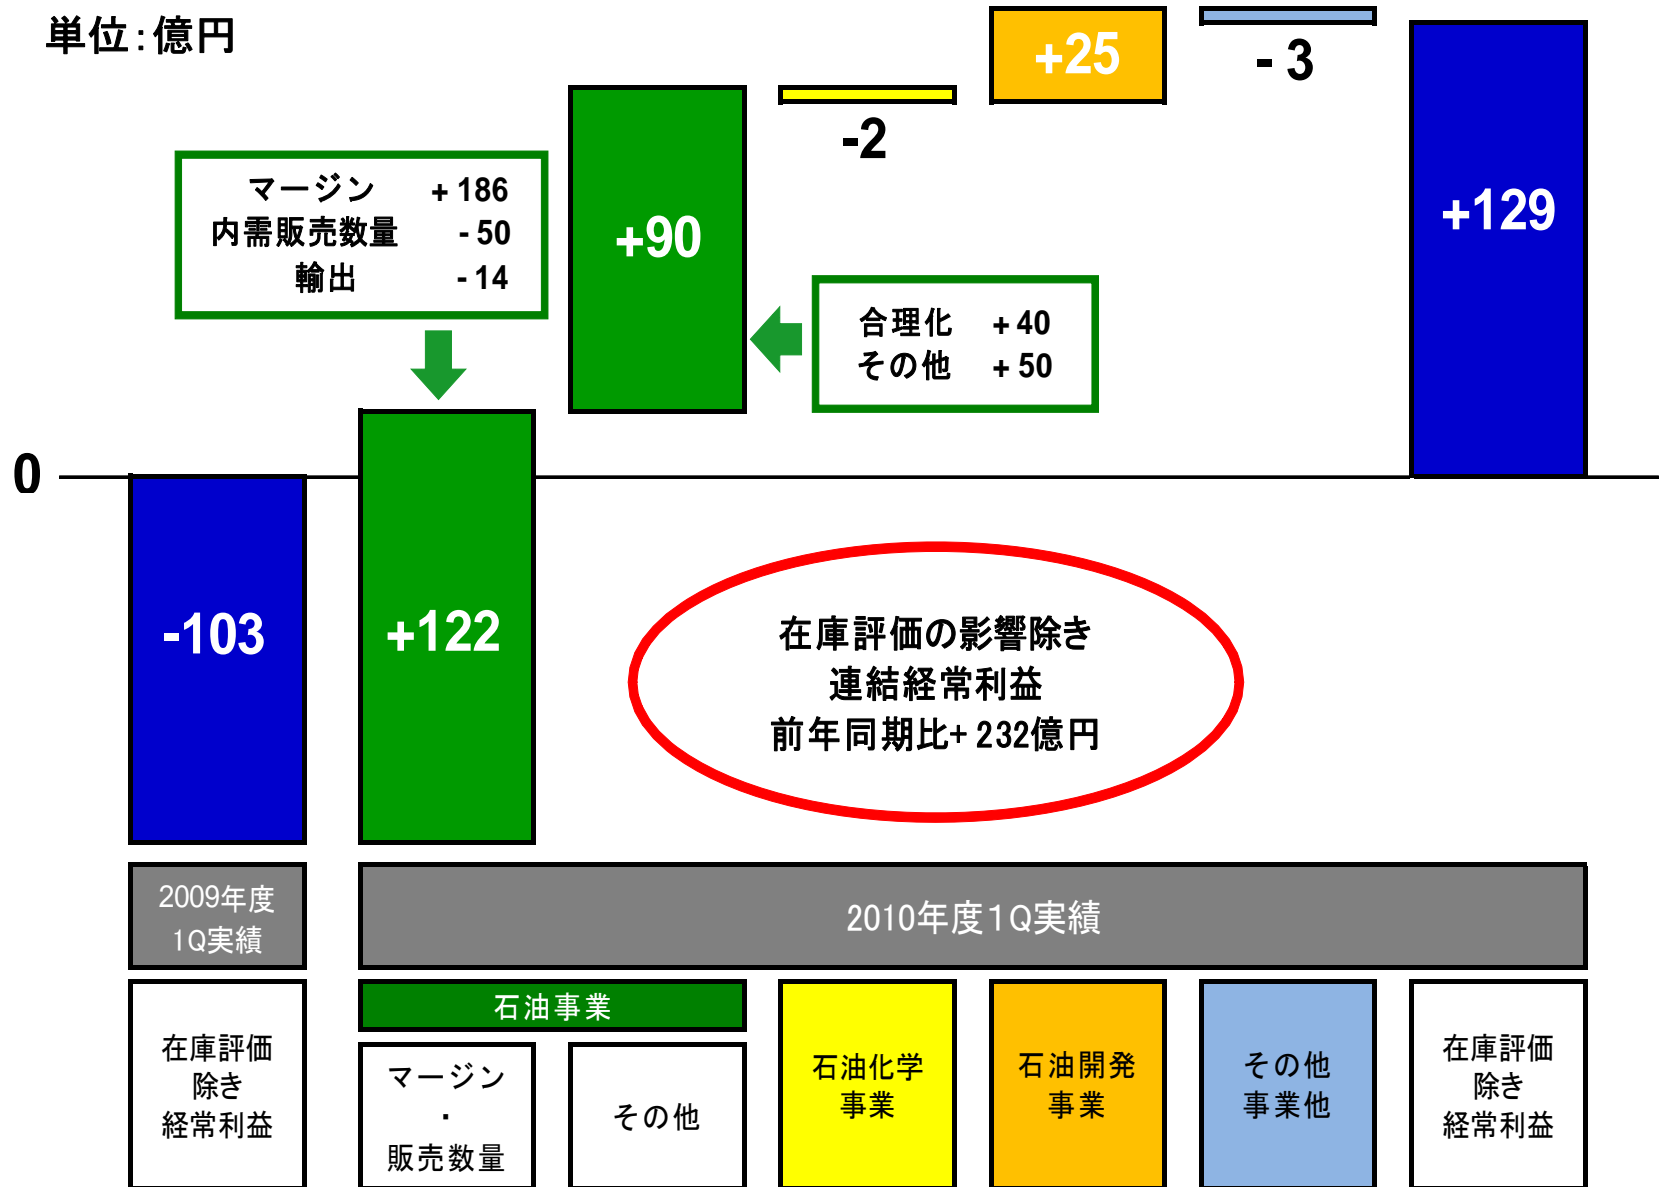 単位：億円
+25
- 3
-2
マージン + 186
内需販売数量 - 50
輸出 - 14
+90
+129
合理化 + 40
その他 + 50
0
-103
+122
在庫評価の影響除き
連結経常利益
前年同期比+ 232億円
2009年度
1Q実績
2010年度１Q実績
石油事業
在庫評価
除き
経常利益
マージン
・
販売数量
その他
石油化学
事業
石油開発
事業
その他
事業他
在庫評価
除き
経常利益